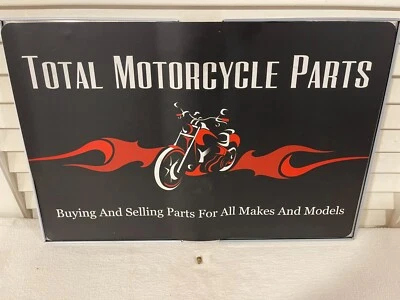 Total Motorcycle Parts
Buying And Selling Parts For All Makes And Models